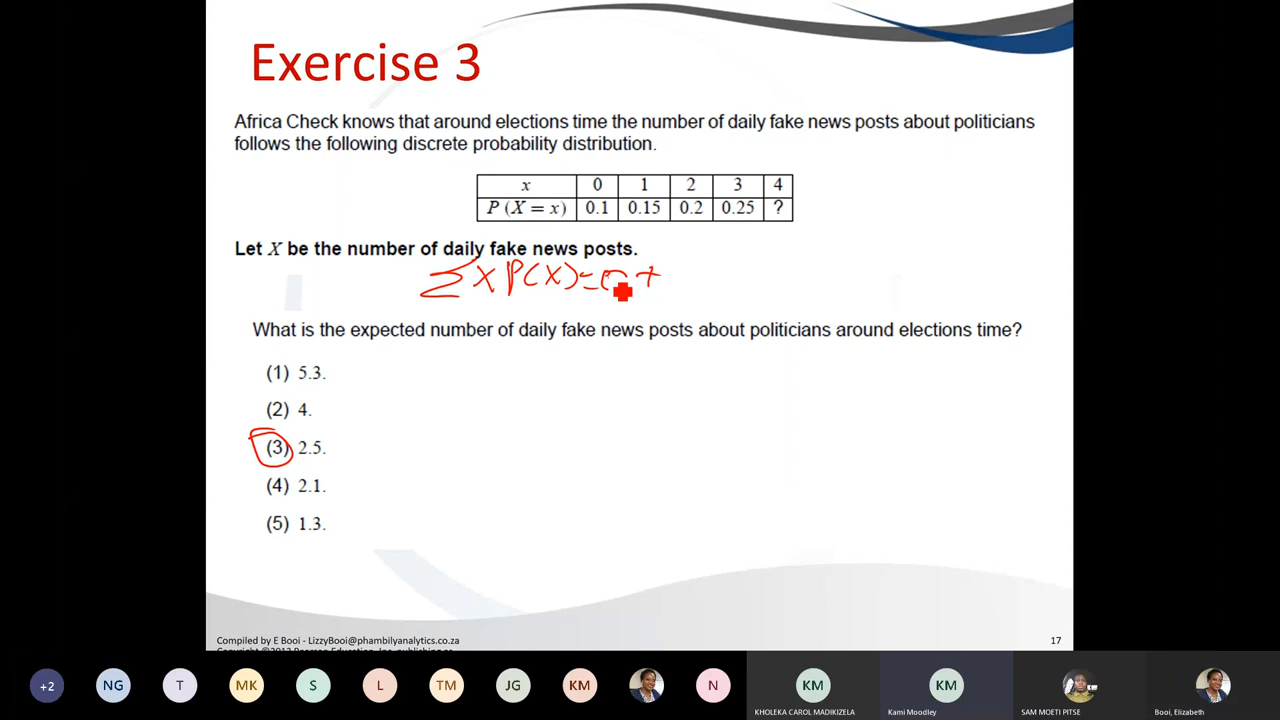 Exercise 3
Africa Check knows that around elections time the number of daily fake news posts about politicians
follows the following discrete probability distribution.
x 0 1 2 3 4
P (X = x) 0.1 0.15 0.2 0.25 ?
Let X be the number of daily fake news posts.
Σ X P(X) = 0 +
What is the expected number of daily fake news posts about politicians around elections time?
(1) 5.3.
(2) 4.
(3) 2.5.
(4) 2.1.
(5) 1.3.
Compiled by E Booi - LizzyBooi@phambilyanalytics.co.za
17
+2 NG T MK S L TM JG KM N KM KM
KHOLEKA CAROL MADIKIZELA Kami Moodley SAM MOETI PITSE Booi, Elizabeth